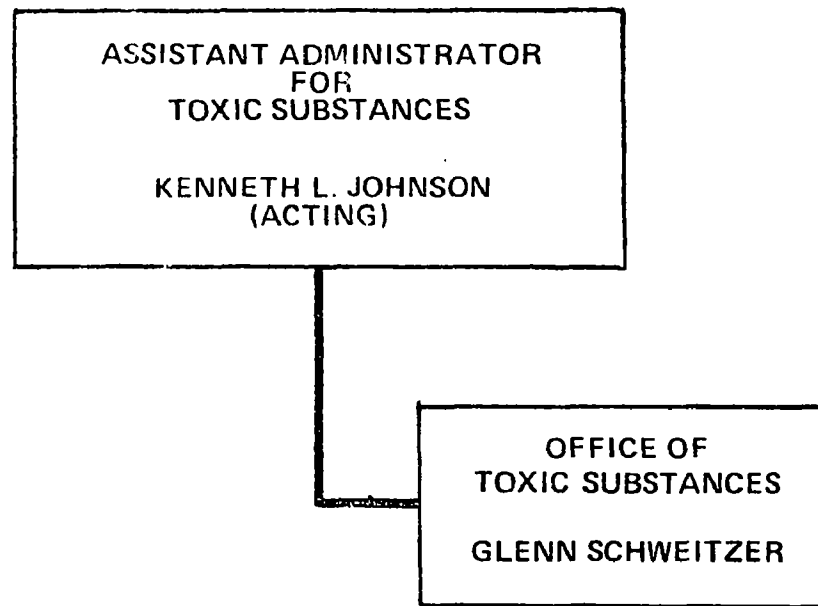 ASSISTANT ADMINISTRATOR
FOR
TOXIC SUBSTANCES
KENNETH L. JOHNSON
(ACTING)
OFFICE OF
TOXIC SUBSTANCES
GLENN SCHWEITZER